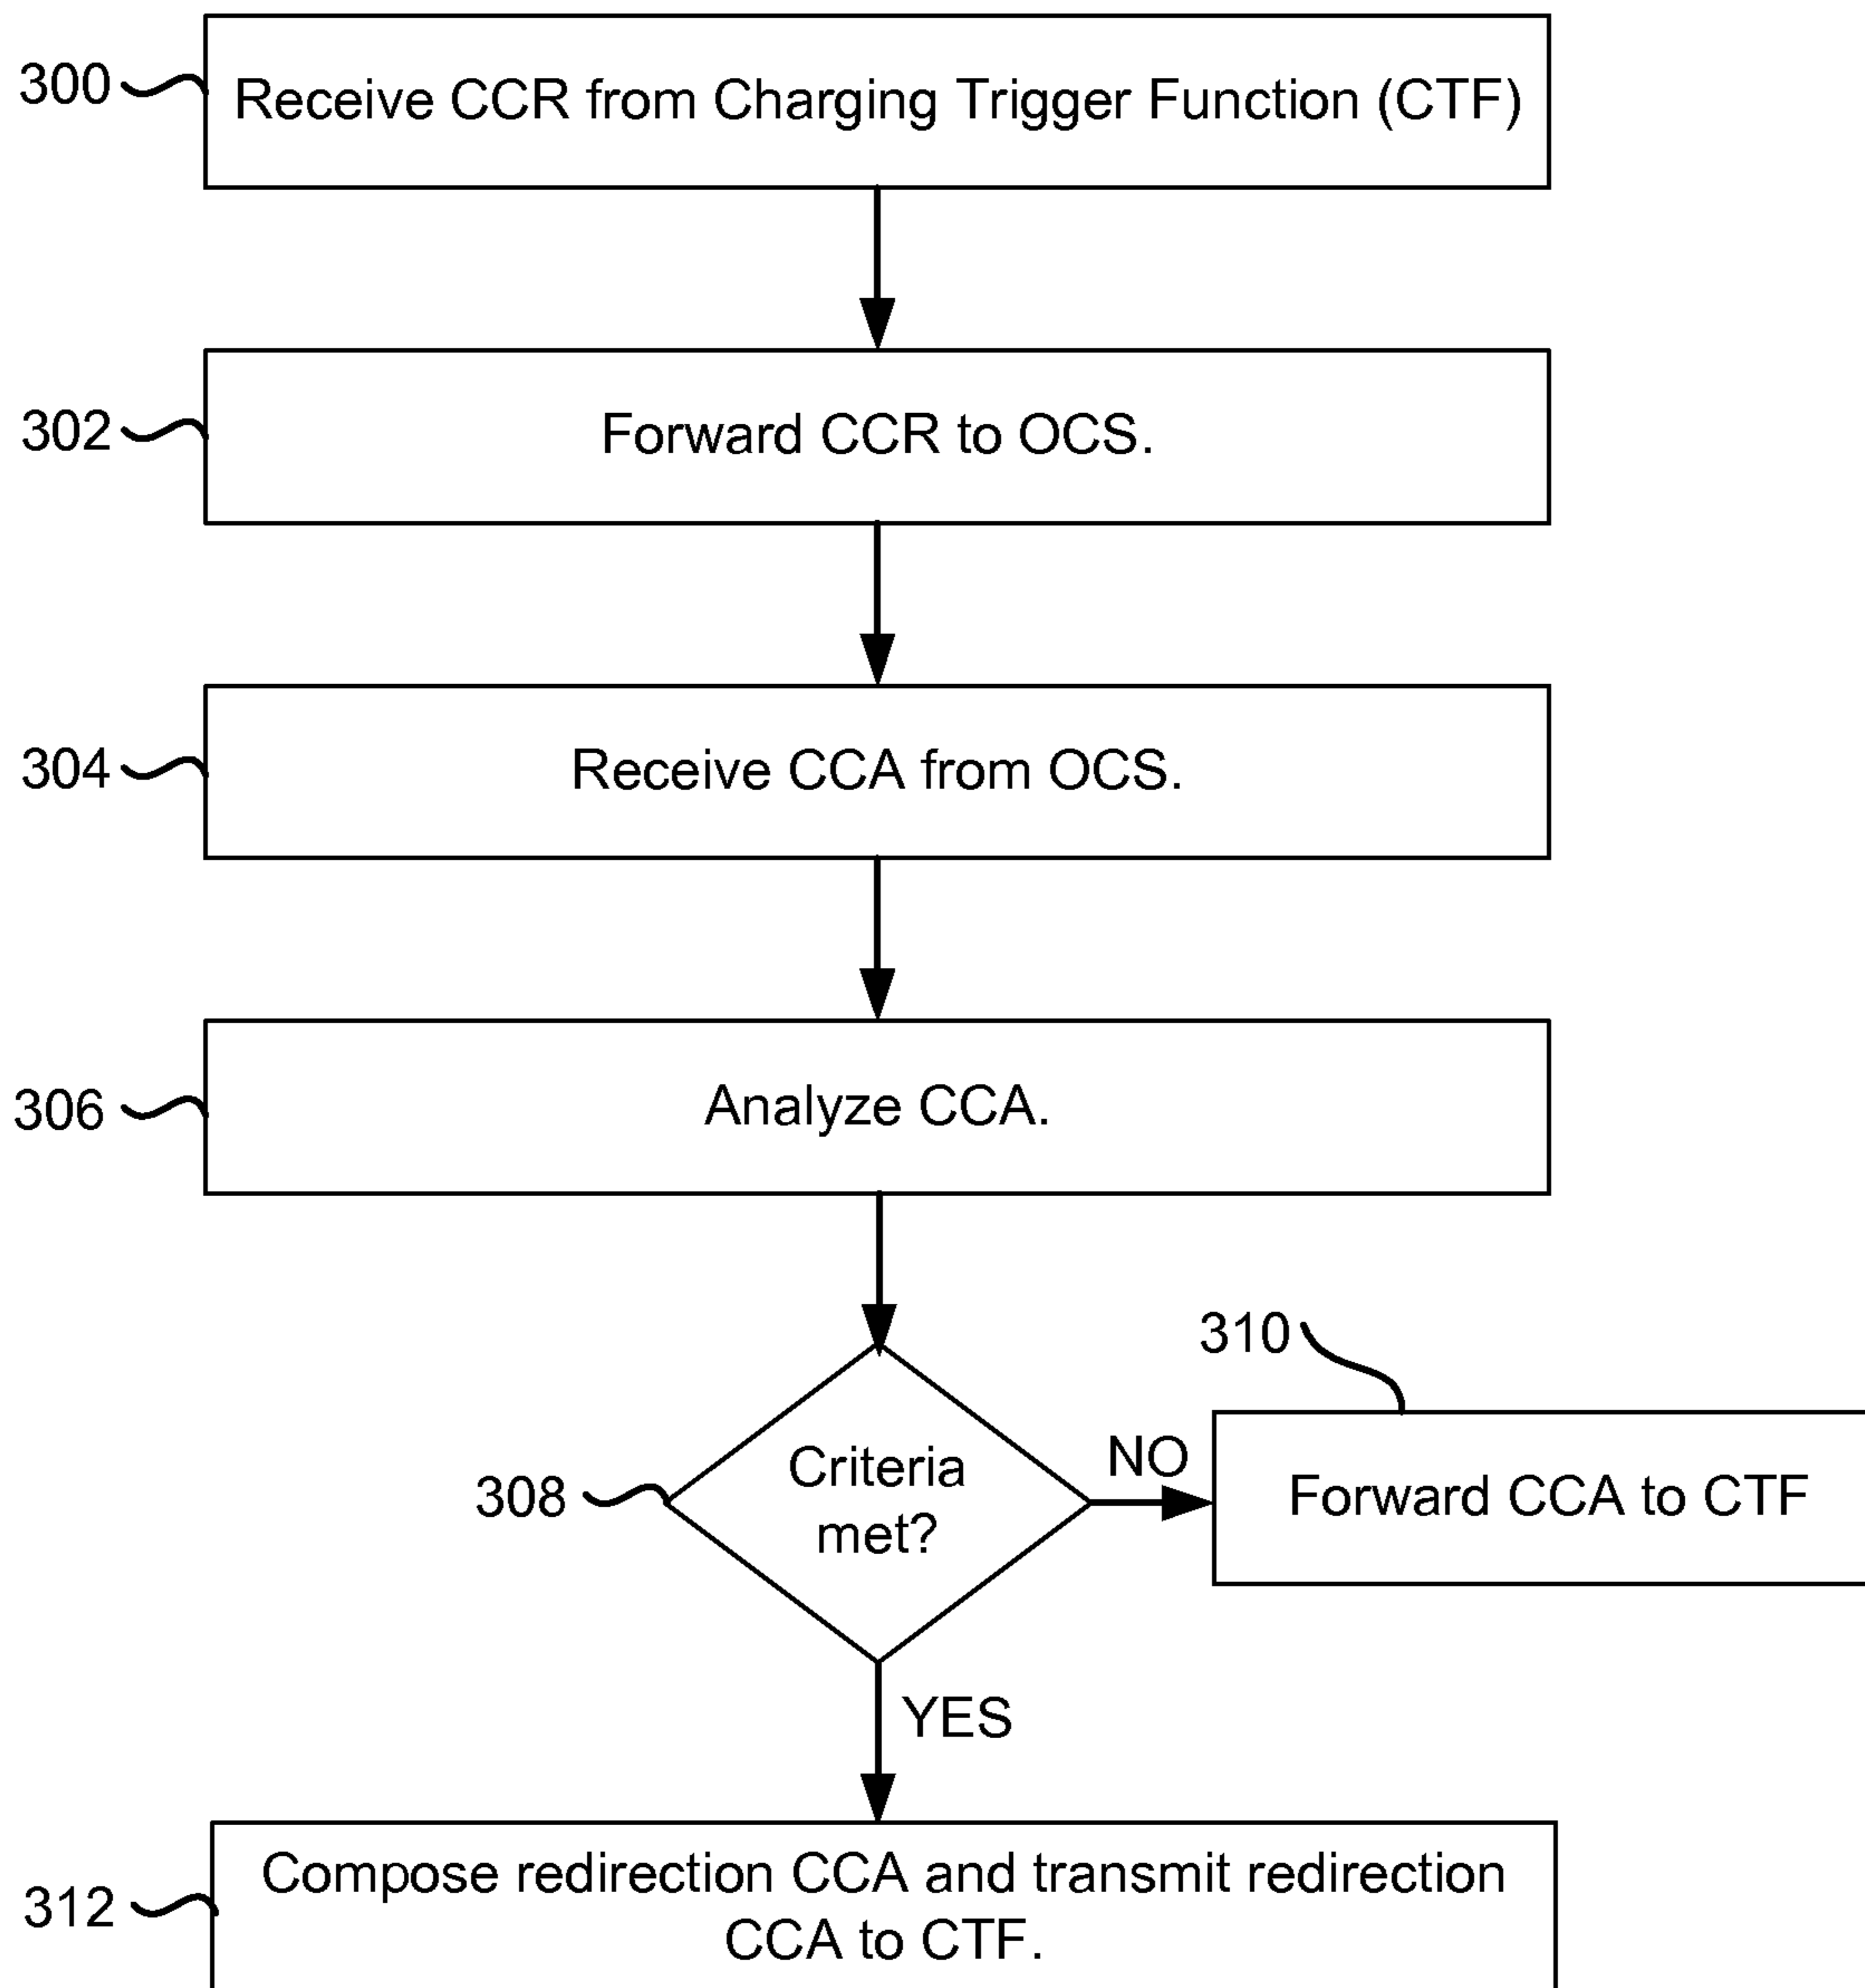 300
Receive CCR from Charging Trigger Function (CTF)
302
Forward CCR to OCS.
304
Receive CCA from OCS.
306
Analyze CCA.
308
Criteria
met?
NO
310
Forward CCA to CTF
YES
312
Compose redirection CCA and transmit redirection
CCA to CTF.